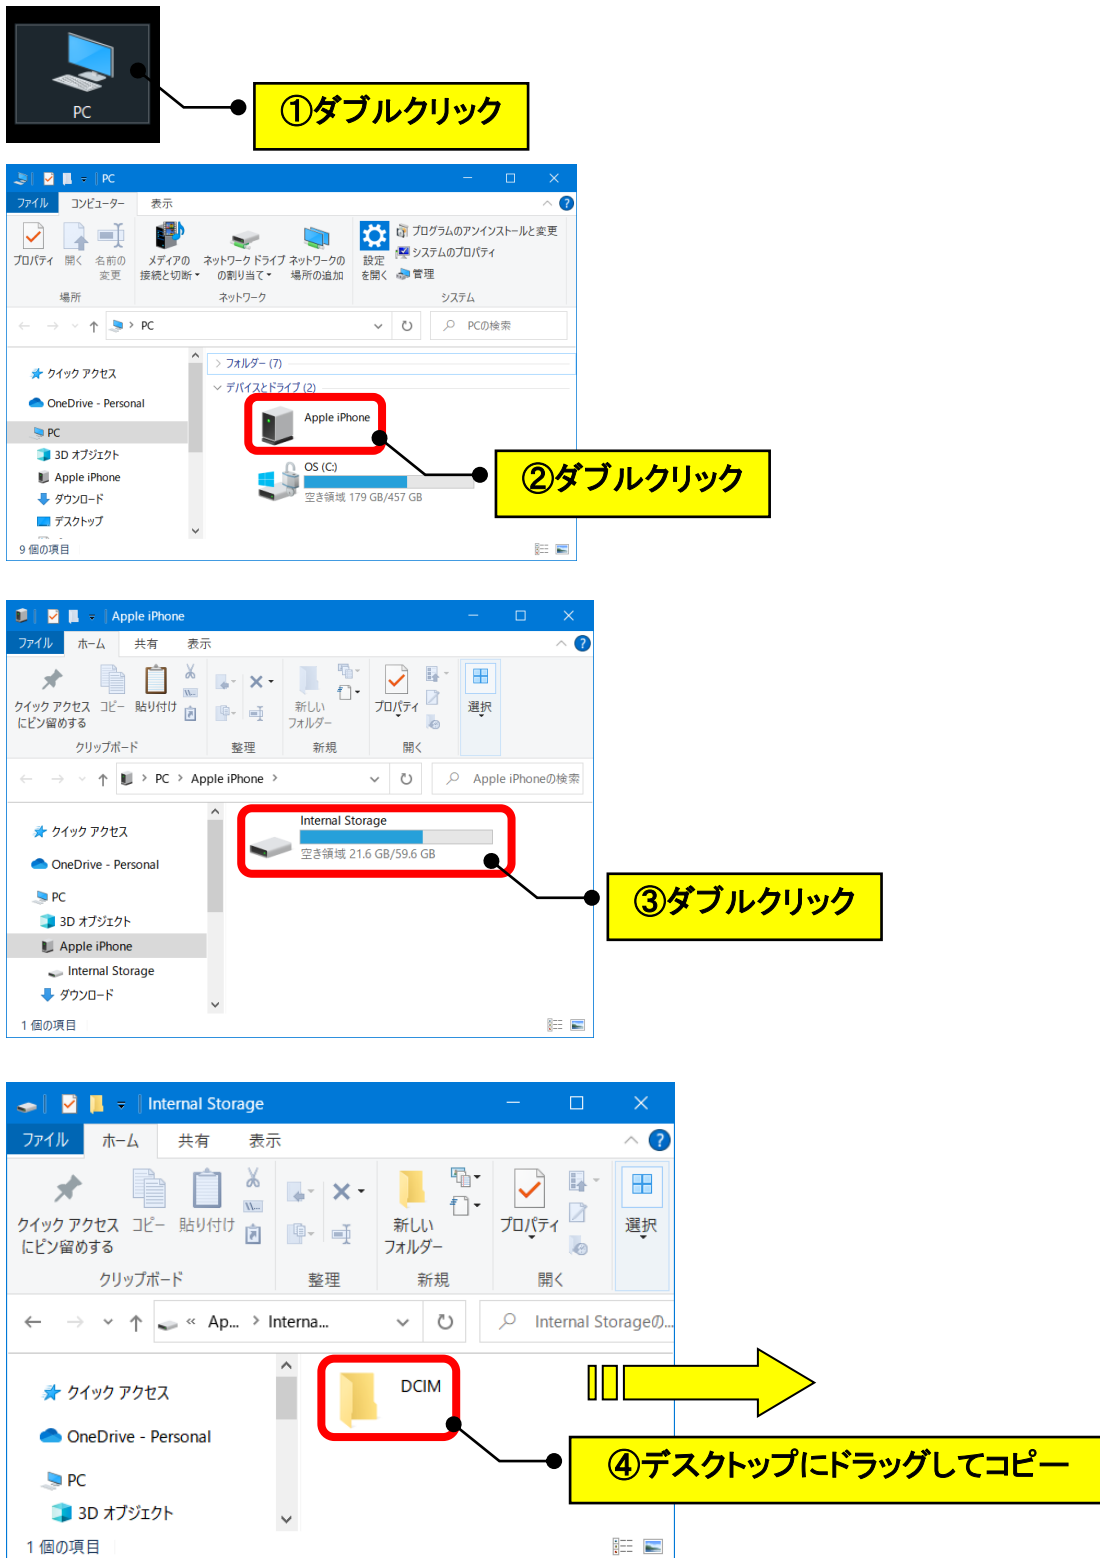 PC
①ダブルクリック
PC
ファイル コンピューター 表示
プロパティ 開く 名前の変更 メディアの接続と切断 ネットワーク ドライブの割り当て ネットワークの場所の追加 設定を開く プログラムのアンインストールと変更
システムのプロパティ
管理
場所 ネットワーク システム
PC PCの検索
フォルダー (7)
クイック アクセス
デバイスとドライブ (2)
OneDrive - Personal
Apple iPhone
PC
3D オブジェクト
OS (C:)
Apple iPhone
空き領域 179 GB/457 GB
②ダブルクリック
ダウンロード
デスクトップ
9 個の項目
Apple iPhone
ファイル ホーム 共有 表示
クイック アクセスにピン留めする コピー 貼り付け 新しいフォルダー プロパティ 選択
クリップボード 整理 新規 開く
PC Apple iPhone Apple iPhoneの検索
Internal Storage
クイック アクセス
空き領域 21.6 GB/59.6 GB
OneDrive - Personal
PC
③ダブルクリック
3D オブジェクト
Apple iPhone
Internal Storage
ダウンロード
1 個の項目
Internal Storage
ファイル ホーム 共有 表示
クイック アクセスにピン留めする コピー 貼り付け 新しいフォルダー プロパティ 選択
クリップボード 整理 新規 開く
« Ap... Interna... Internal Storageの...
DCIM
クイック アクセス
OneDrive - Personal
④デスクトップにドラッグしてコピー
PC
3D オブジェクト
1 個の項目